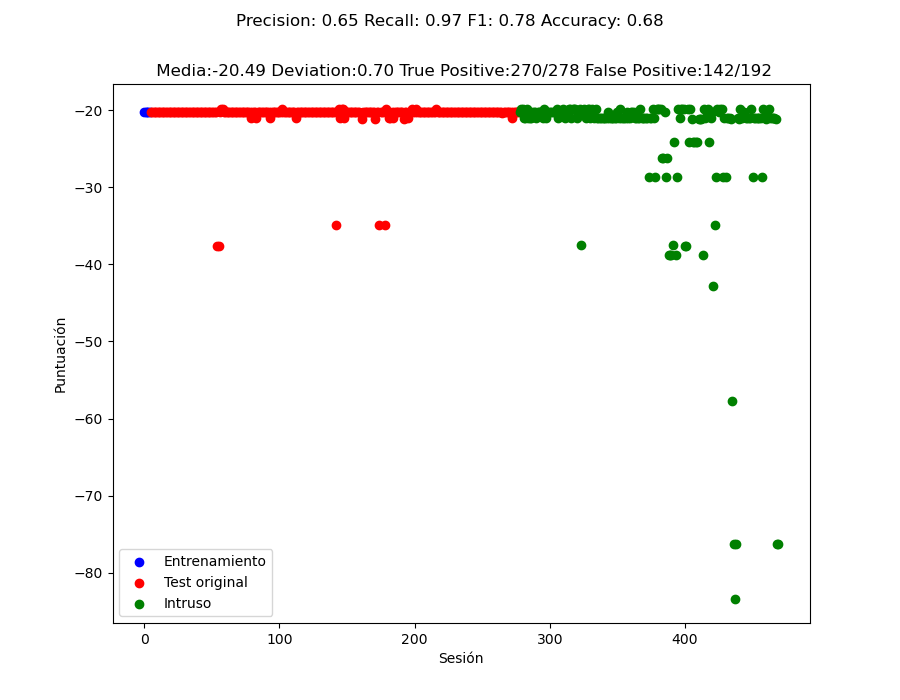 Precision: 0.65 Recall: 0.97 F1: 0.78 Accuracy: 0.68
Media:-20.49 Deviation:0.70 True Positive:270/278 False Positive:142/192
−20
−30
−40
−50
−60
−70
−80
Puntuación
Entrenamiento
Test original
Intruso
0
100
200
300
400
Sesión